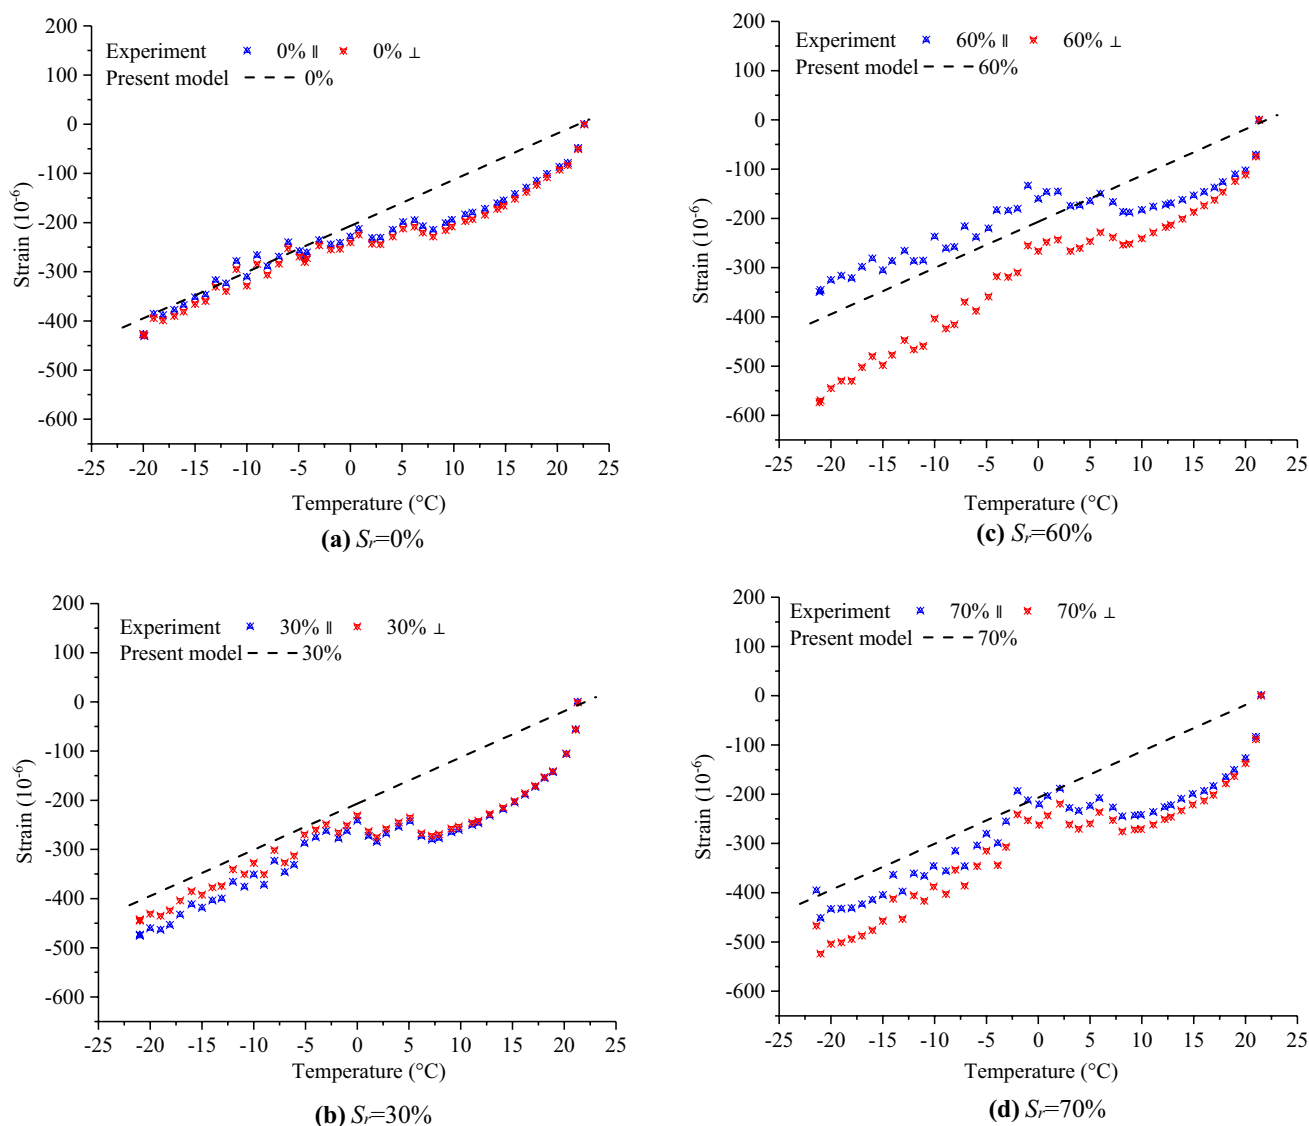 Experiment 0% ∥ 0% ⊥
Present model 0%
200
100
0
-100
-200
-300
-400
-500
-600
Strain (10⁻⁶)
-25 -20 -15 -10 -5 0 5 10 15 20 25
Temperature (°C)
(a) Sᵣ=0%
Experiment 60% ∥ 60% ⊥
Present model 60%
200
100
0
-100
-200
-300
-400
-500
-600
Strain (10⁻⁶)
-25 -20 -15 -10 -5 0 5 10 15 20 25
Temperature (°C)
(c) Sᵣ=60%
Experiment 30% ∥ 30% ⊥
Present model 30%
200
100
0
-100
-200
-300
-400
-500
-600
Strain (10⁻⁶)
-25 -20 -15 -10 -5 0 5 10 15 20 25
Temperature (°C)
(b) Sᵣ=30%
Experiment 70% ∥ 70% ⊥
Present model 70%
200
100
0
-100
-200
-300
-400
-500
-600
Strain (10⁻⁶)
-25 -20 -15 -10 -5 0 5 10 15 20 25
Temperature (°C)
(d) Sᵣ=70%